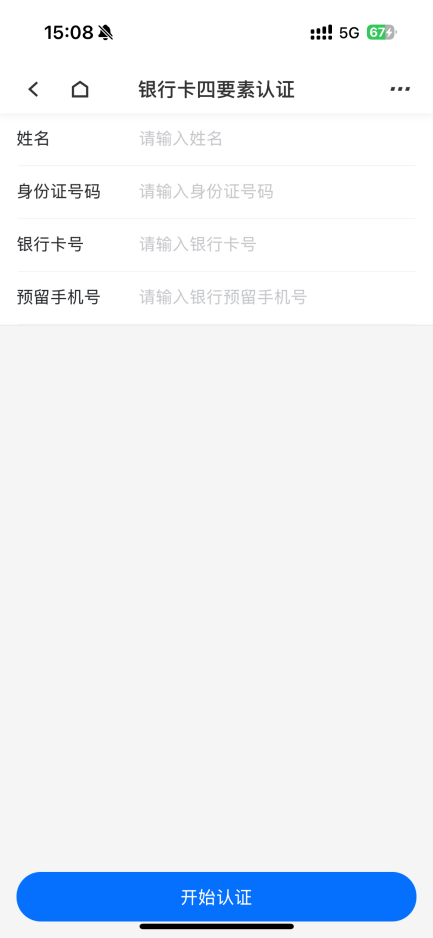 15:08 5G 67
银行卡四要素认证
姓名 请输入姓名
身份证号码 请输入身份证号码
银行卡号 请输入银行卡号
预留手机号 请输入银行预留手机号
开始认证